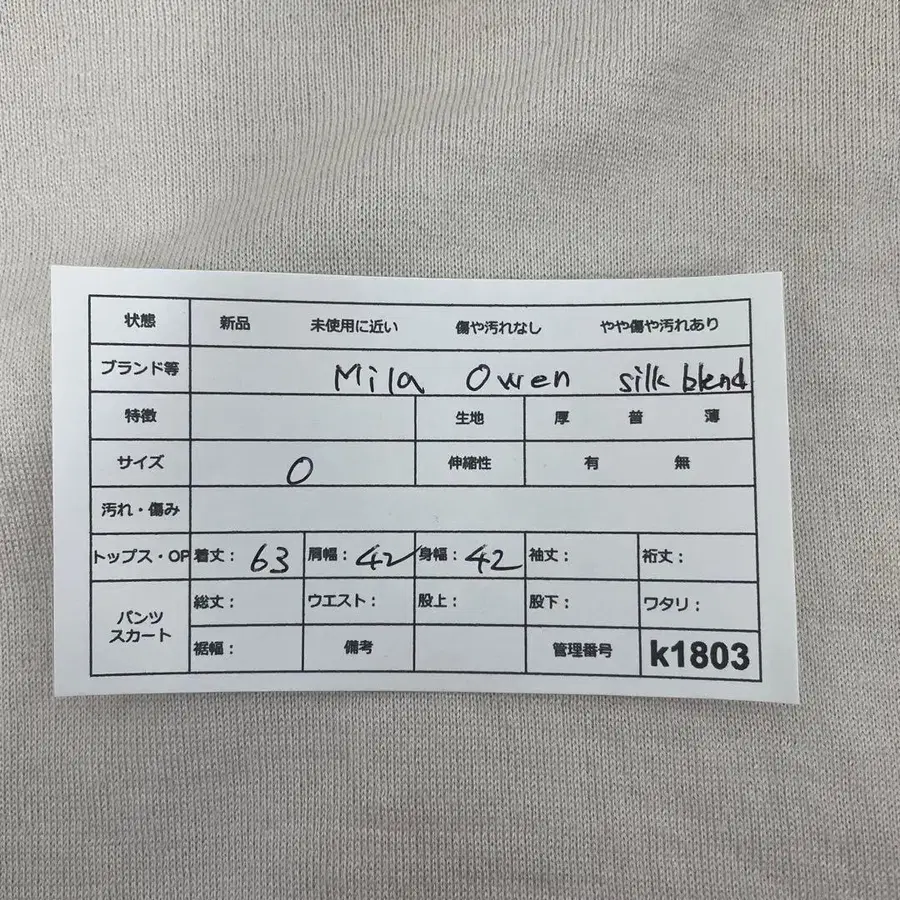 状態 新品 未使用に近い 傷や汚れなし やや傷や汚れあり
ブランド等 Mila Owen silk blend
特徴 生地 厚 普 薄
サイズ 0 伸縮性 有 無
汚れ・傷み
トップス・OP 着丈： 63 肩幅： 42 身幅： 42 袖丈： 裄丈：
パンツ スカート 総丈： ウエスト： 股上： 股下： ワタリ：
裾幅： 備考 管理番号 k1803